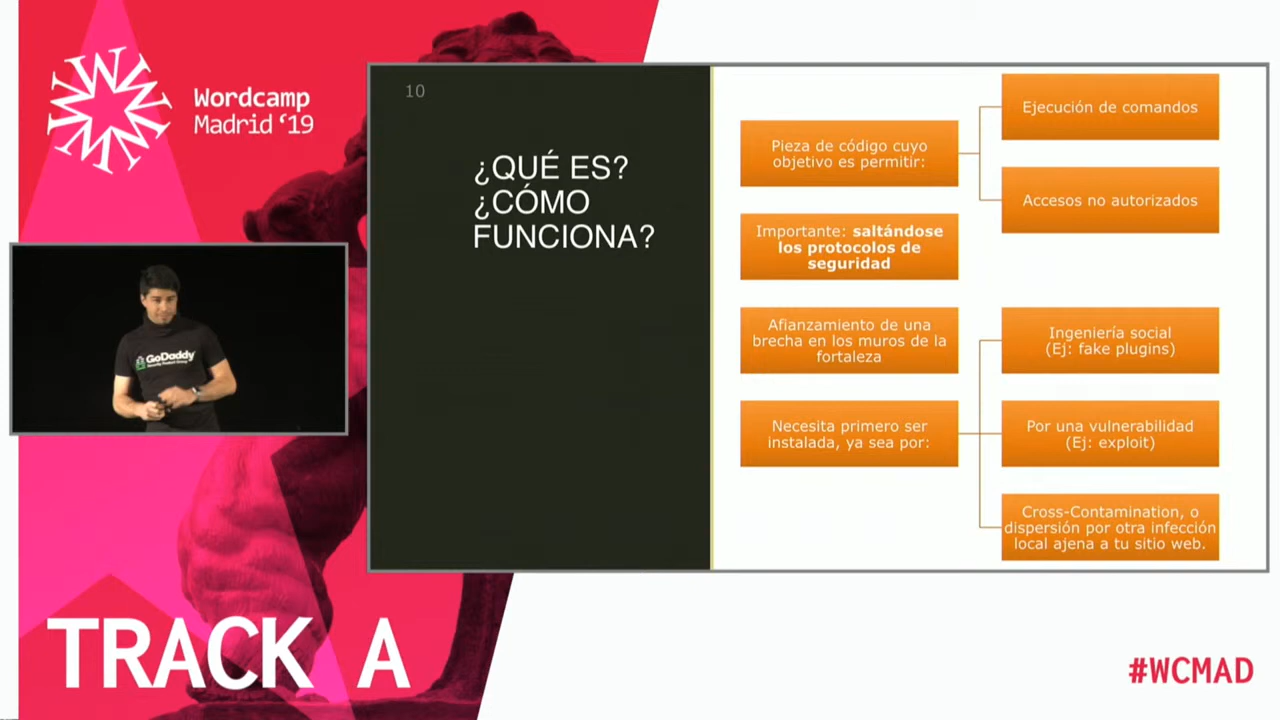 Wordcamp
Madrid ‘19
GoDaddy
TRACK A
10
¿QUÉ ES?
¿CÓMO
FUNCIONA?
Pieza de código cuyo
objetivo es permitir:
Ejecución de comandos
Accesos no autorizados
Importante: saltándose
los protocolos de
seguridad
Afianzamiento de una
brecha en los muros de la
fortaleza
Necesita primero ser
instalada, ya sea por:
Ingeniería social
(Ej: fake plugins)
Por una vulnerabilidad
(Ej: exploit)
Cross-Contamination, o
dispersión por otra infección
local ajena a tu sitio web.
#WCMAD